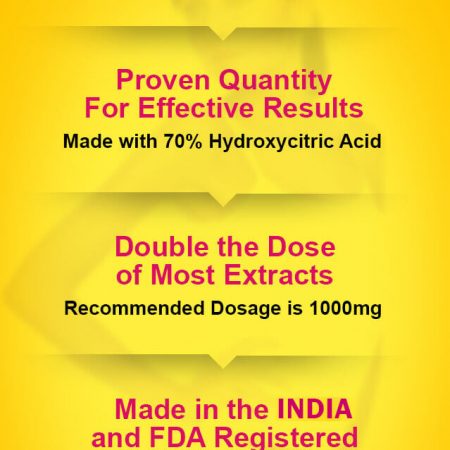 Proven Quantity
For Effective Results
Made with 70% Hydroxycitric Acid
Double the Dose
of Most Extracts
Recommended Dosage is 1000mg
Made in the INDIA
and FDA Registered